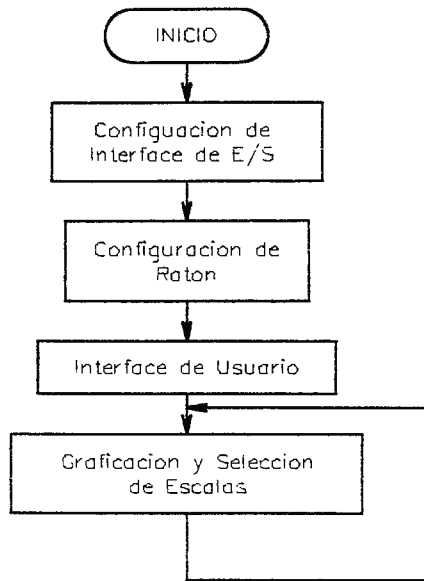 INICIO
Configuacion de
Interface de E/S
Configuracion de
Raton
Interface de Usuario
Graficacion y Seleccion
de Escalas